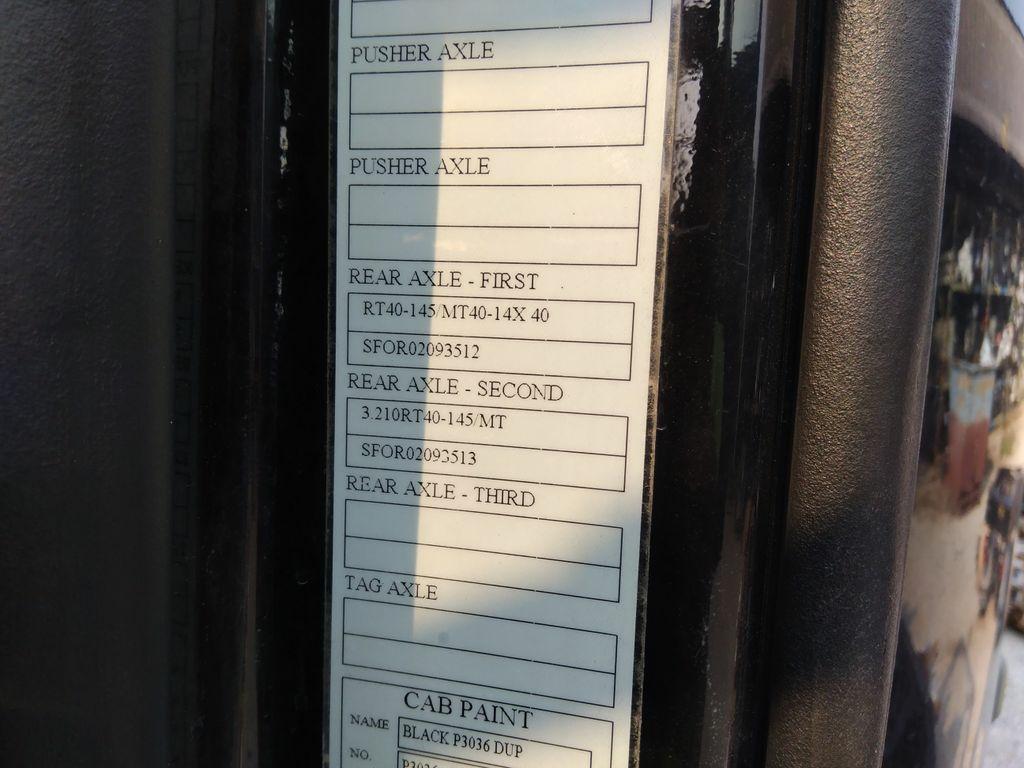 PUSHER AXLE
PUSHER AXLE
REAR AXLE - FIRST
RT40-145/MT40-14X 40
SFOR02093512
REAR AXLE - SECOND
3.210RT40-145/MT
SFOR02093513
REAR AXLE - THIRD
TAG AXLE
CAB PAINT
NAME BLACK P3036 DUP
NO.